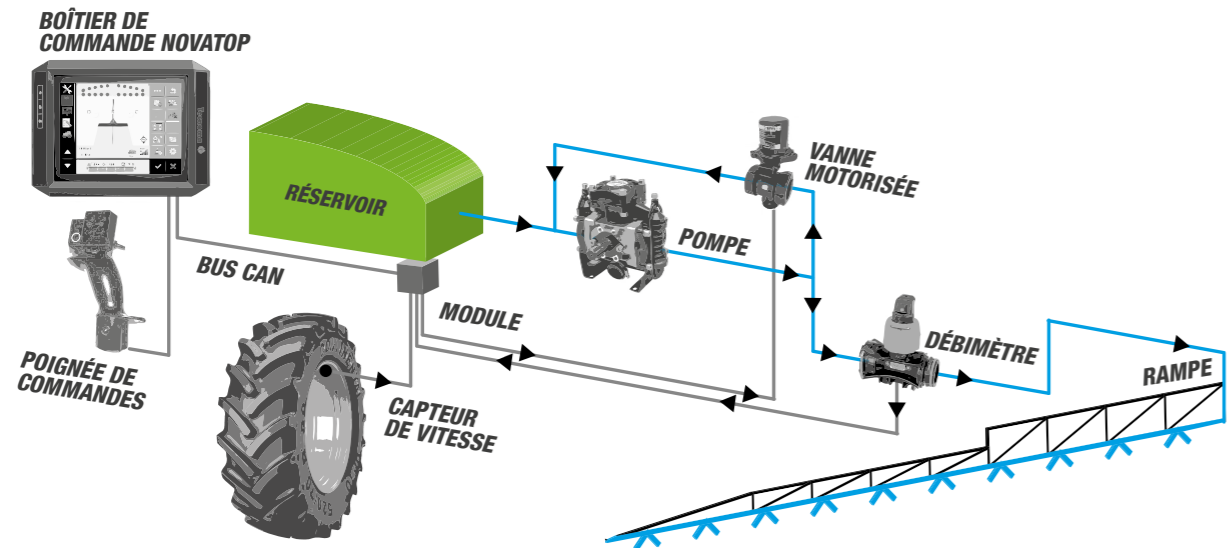 BOÎTIER DE
COMMANDE NOVATOP
RÉSERVOIR
VANNE
MOTORISÉE
POMPE
BUS CAN
MODULE
DÉBIMÈTRE
RAMPE
POIGNÉE DE
COMMANDES
CAPTEUR
DE VITESSE